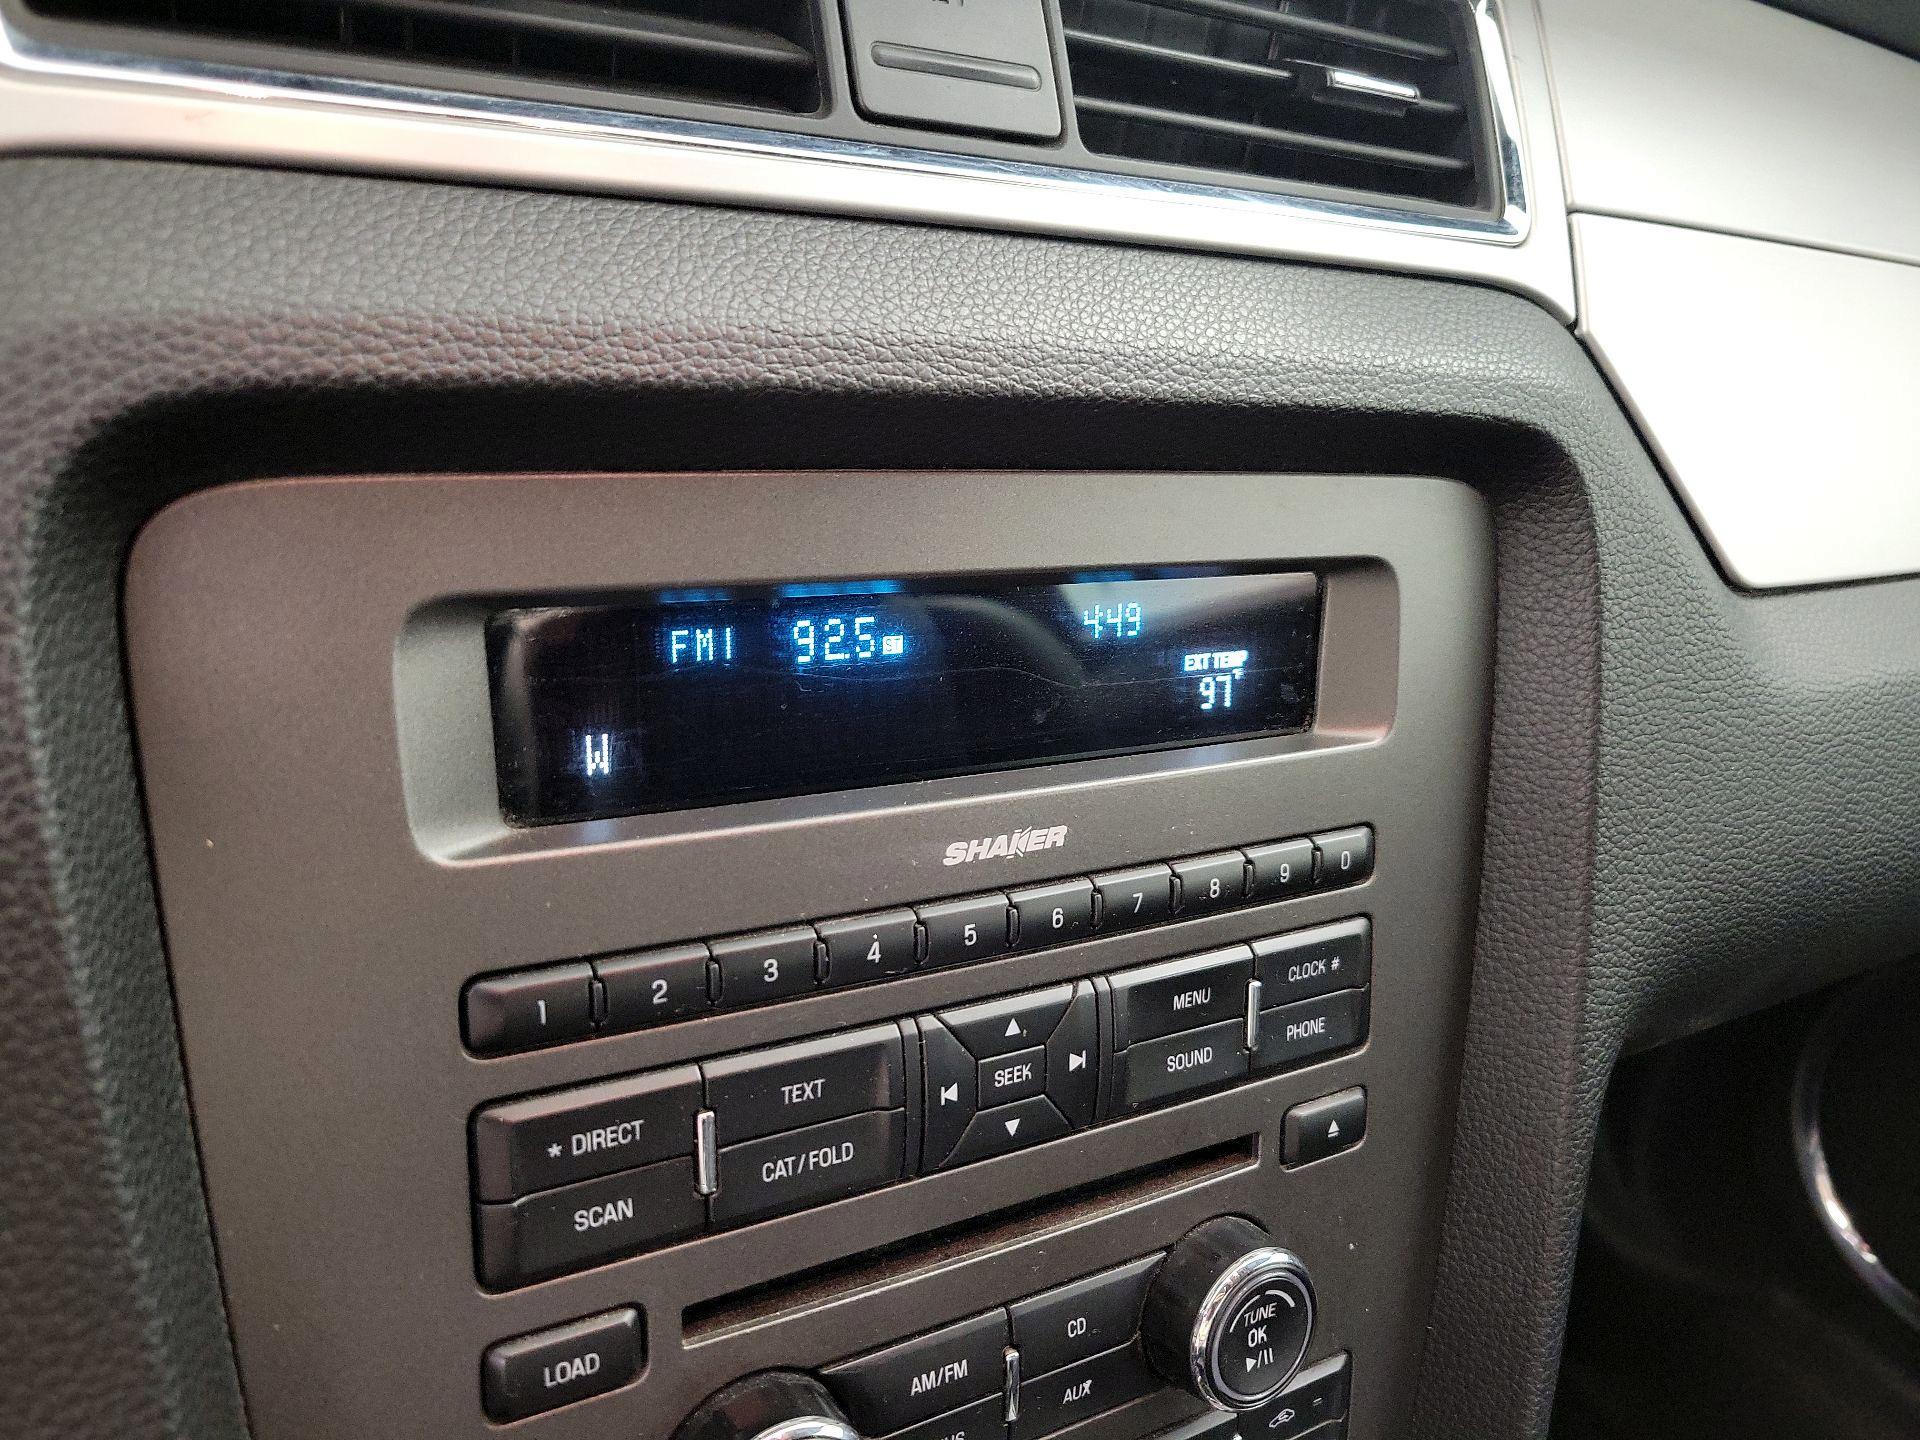 FM1 92.5 ST 4:49
EXT TEMP
97°
W
SHAKER
1 2 3 4 5 6 7 8 9 0
* DIRECT
TEXT
SCAN
CAT/FOLD
SEEK
MENU
CLOCK #
SOUND
PHONE
LOAD
AM/FM
CD
AUX
TUNE
OK